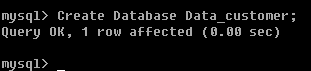 mysql> Create Database Data_customer;
Query OK, 1 row affected (0.00 sec)
mysql> _